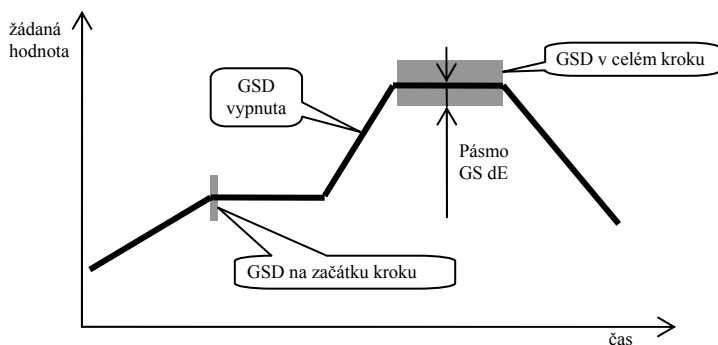 žádaná
hodnota
GSD
vypnuta
GSD v celém kroku
Pásmo
GS dE
GSD na začátku kroku
čas